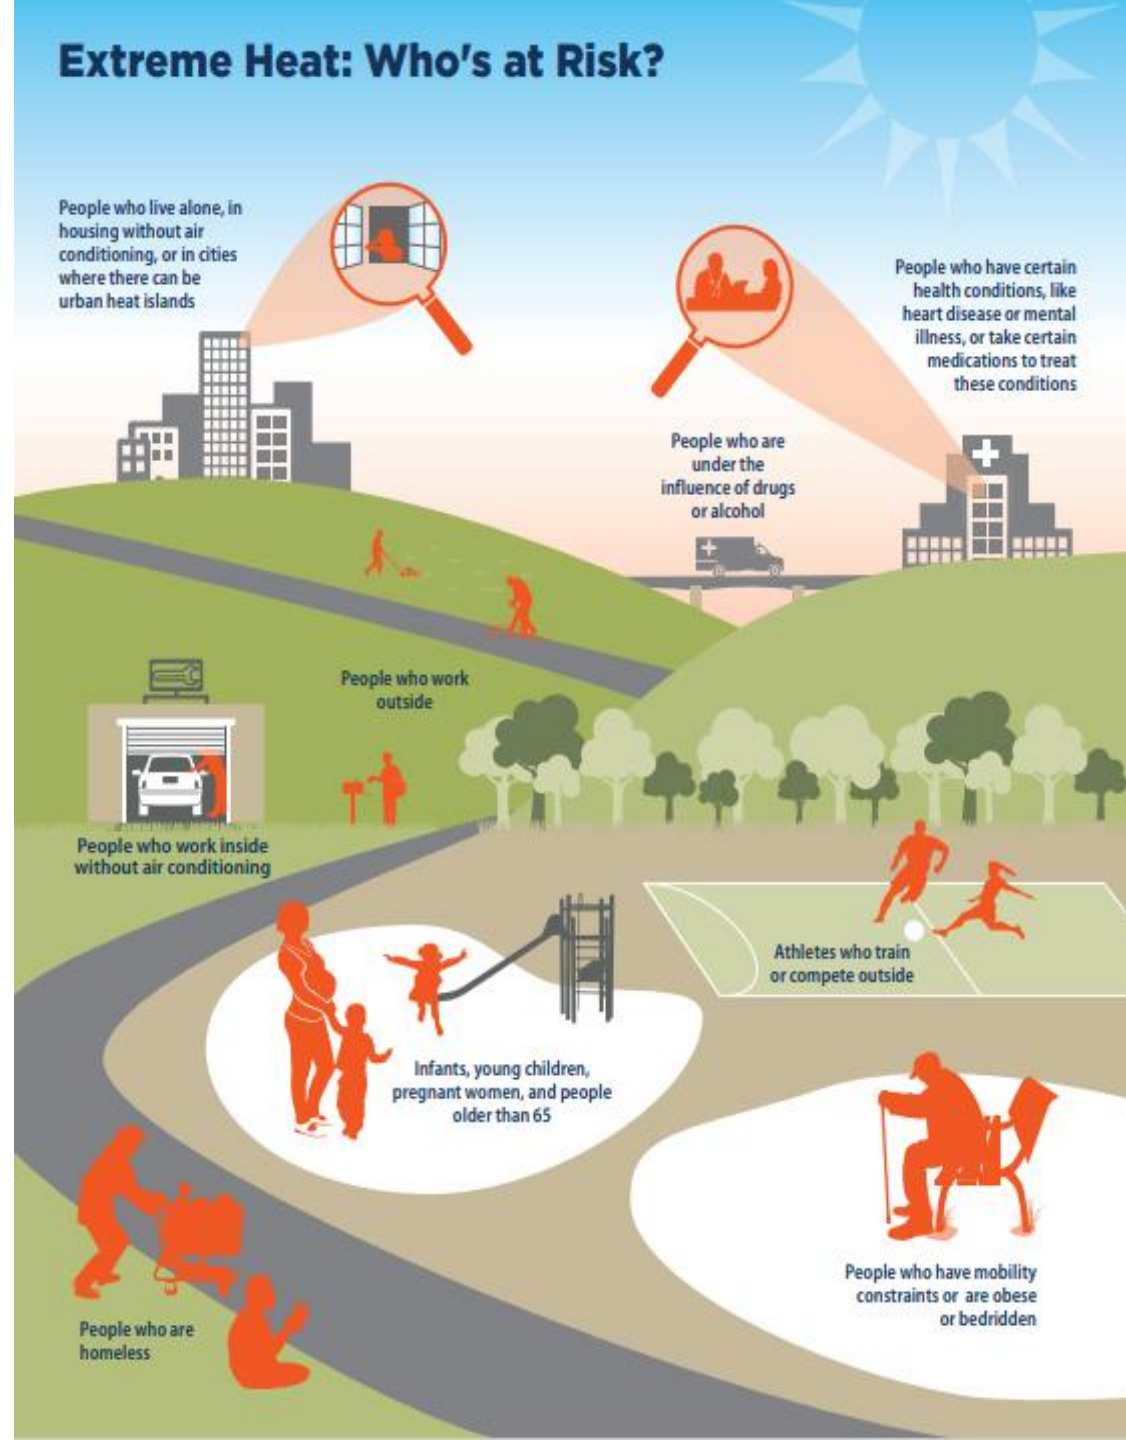 Extreme Heat: Who's at Risk?
People who live alone, in
housing without air
conditioning, or in cities
where there can be
urban heat islands
People who have certain
health conditions, like
heart disease or mental
illness, or take certain
medications to treat
these conditions
People who are
under the
influence of drugs
or alcohol
People who work
outside
People who work inside
without air conditioning
Athletes who train
or compete outside
Infants, young children,
pregnant women, and people
older than 65
People who have mobility
constraints or are obese
or bedridden
People who are
homeless